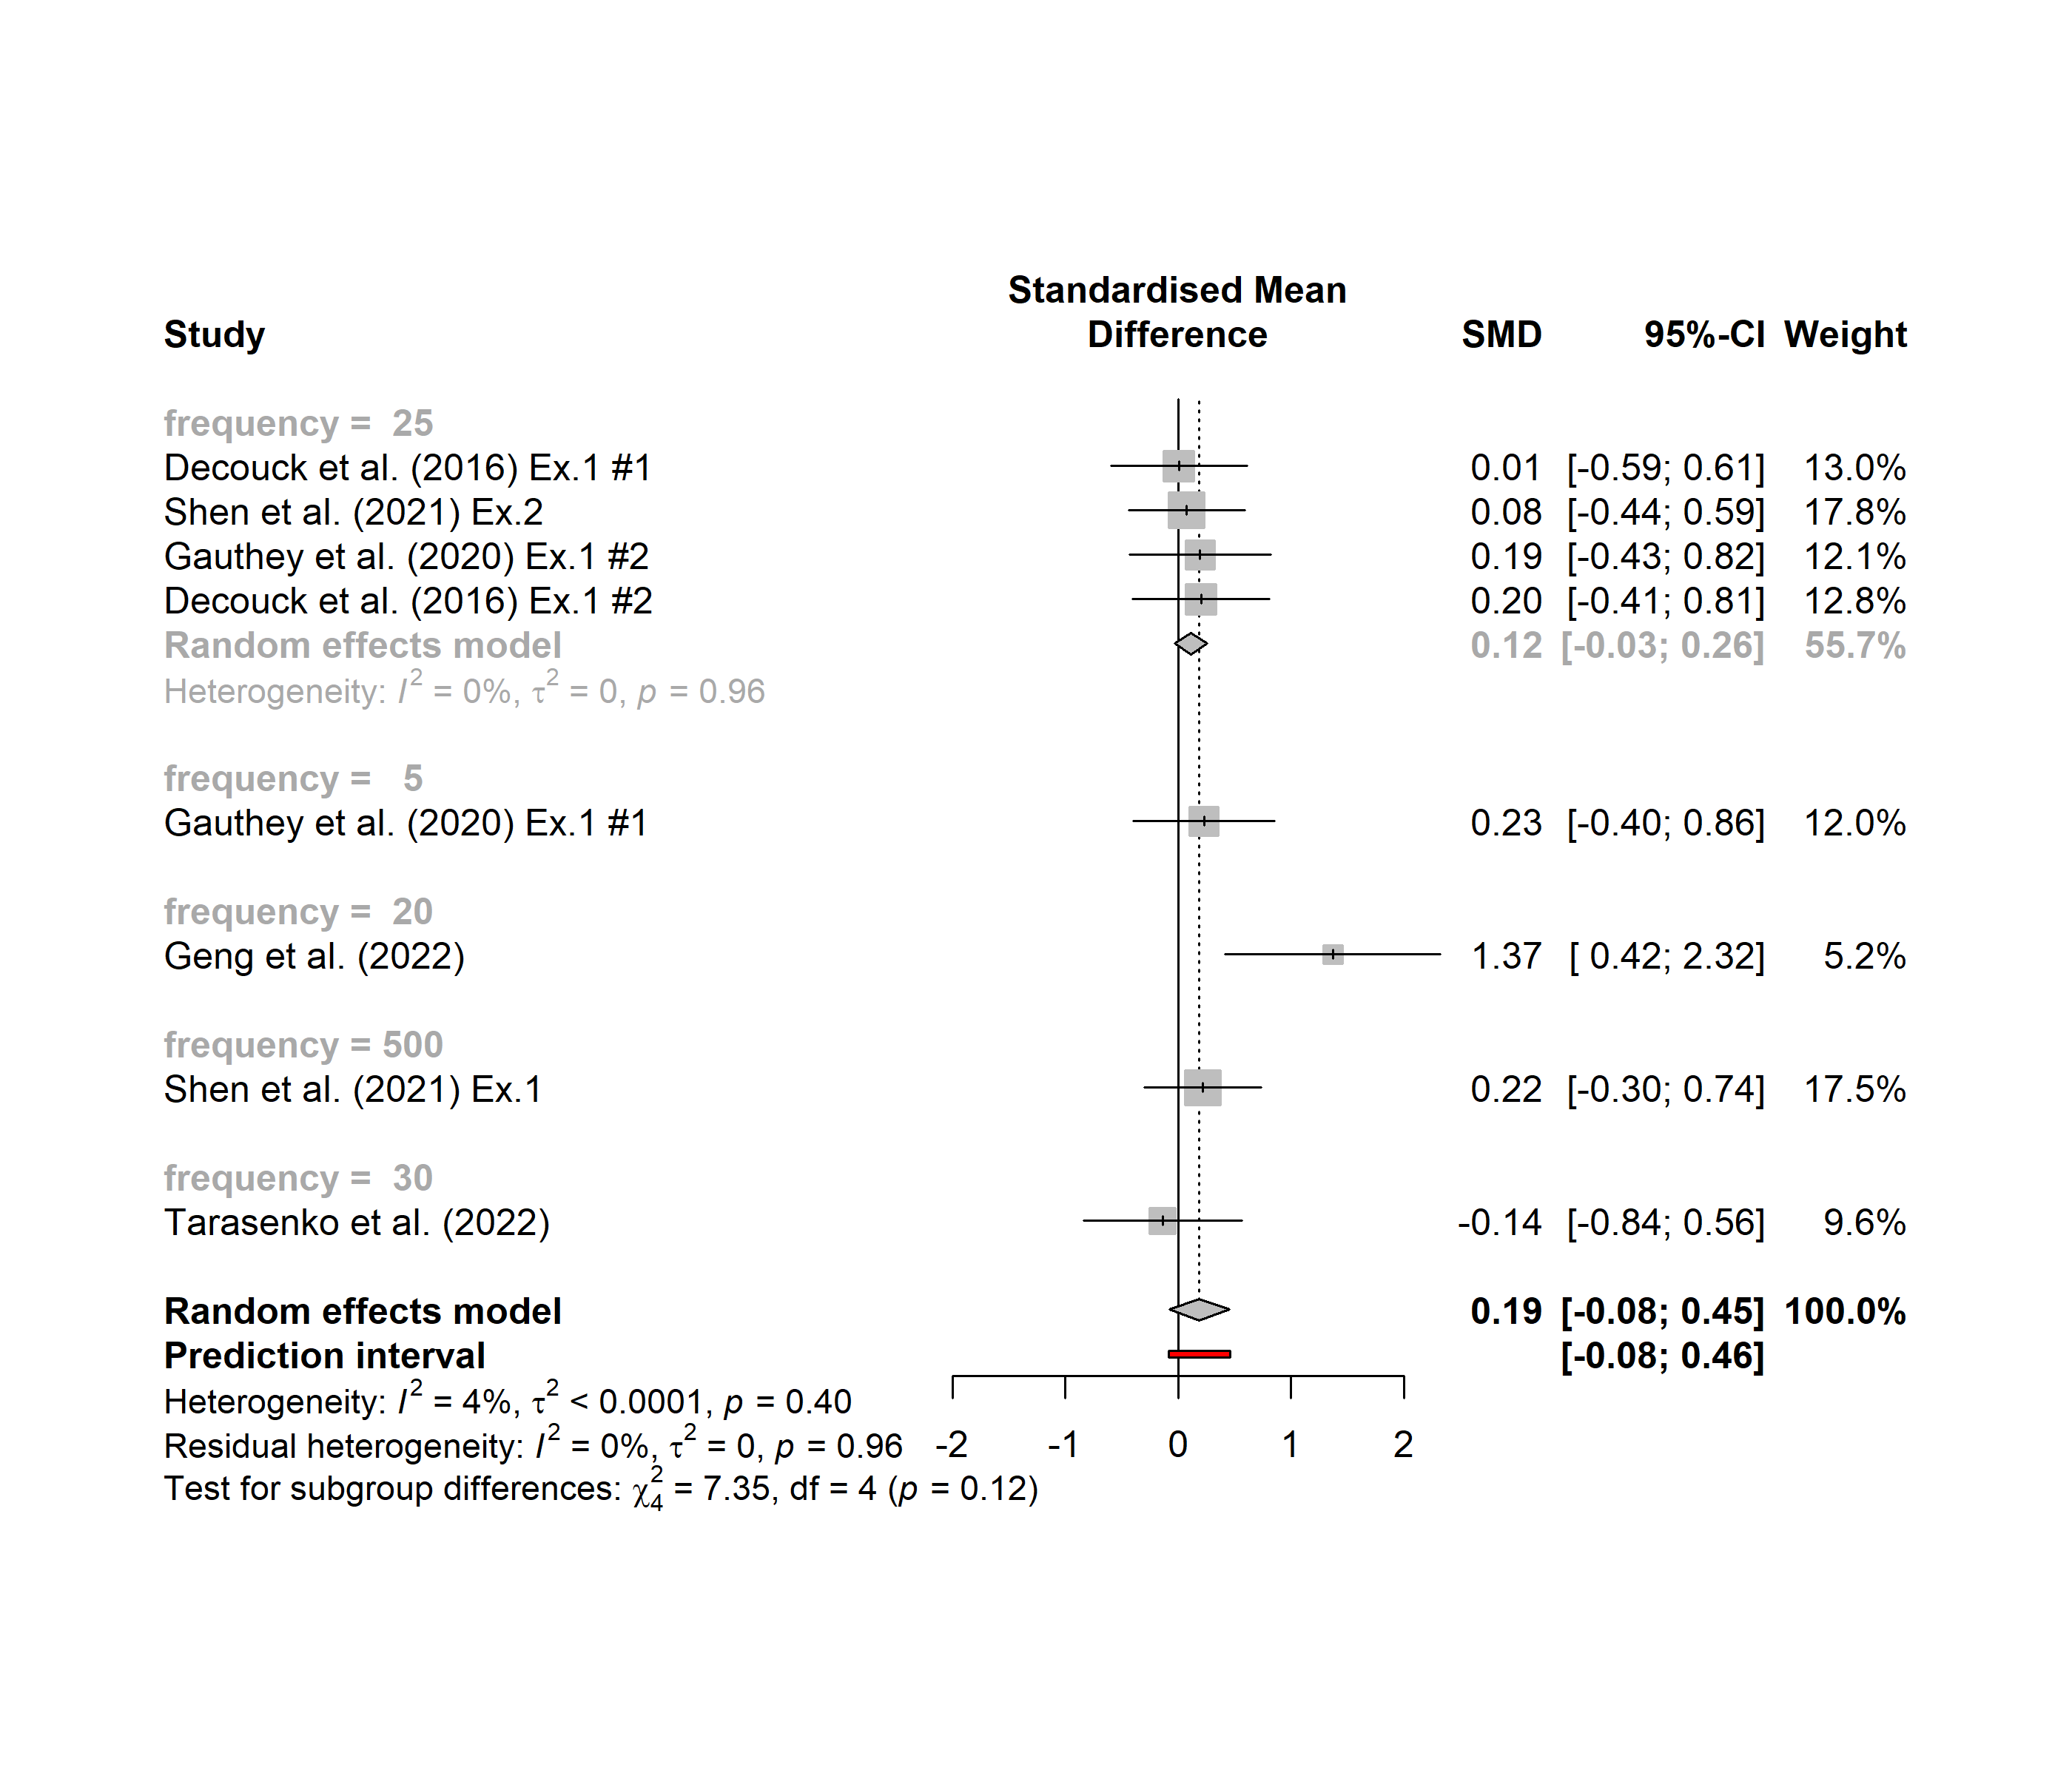 Standardised Mean
Study Difference SMD 95%-CI Weight
frequency = 25
Decouck et al. (2016) Ex.1 #1 0.01 [-0.59; 0.61] 13.0%
Shen et al. (2021) Ex.2 0.08 [-0.44; 0.59] 17.8%
Gauthey et al. (2020) Ex.1 #2 0.19 [-0.43; 0.82] 12.1%
Decouck et al. (2016) Ex.1 #2 0.20 [-0.41; 0.81] 12.8%
Random effects model 0.12 [-0.03; 0.26] 55.7%
Heterogeneity: I² = 0%, τ² = 0, p = 0.96
frequency = 5
Gauthey et al. (2020) Ex.1 #1 0.23 [-0.40; 0.86] 12.0%
frequency = 20
Geng et al. (2022) 1.37 [ 0.42; 2.32] 5.2%
frequency = 500
Shen et al. (2021) Ex.1 0.22 [-0.30; 0.74] 17.5%
frequency = 30
Tarasenko et al. (2022) -0.14 [-0.84; 0.56] 9.6%
Random effects model 0.19 [-0.08; 0.45] 100.0%
Prediction interval [-0.08; 0.46]
Heterogeneity: I² = 4%, τ² < 0.0001, p = 0.40
Residual heterogeneity: I² = 0%, τ² = 0, p = 0.96 -2 -1 0 1 2
Test for subgroup differences: χ²₄ = 7.35, df = 4 (p = 0.12)